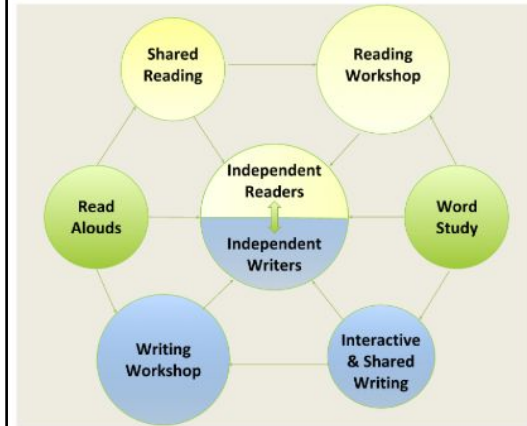 Shared
Reading
Reading
Workshop
Independent
Readers
Read
Alouds
Word
Study
Independent
Writers
Writing
Workshop
Interactive
& Shared
Writing